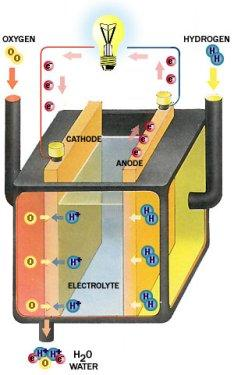 OXYGEN
HYDROGEN
O
O
H
H
e
e
e
e
e
e
CATHODE
ANODE
e
e
e
O
H+
H
H
O
H+
H
H
ELECTROLYTE
O
H+
H
H
H+
H+
e
O
e
H2O
WATER